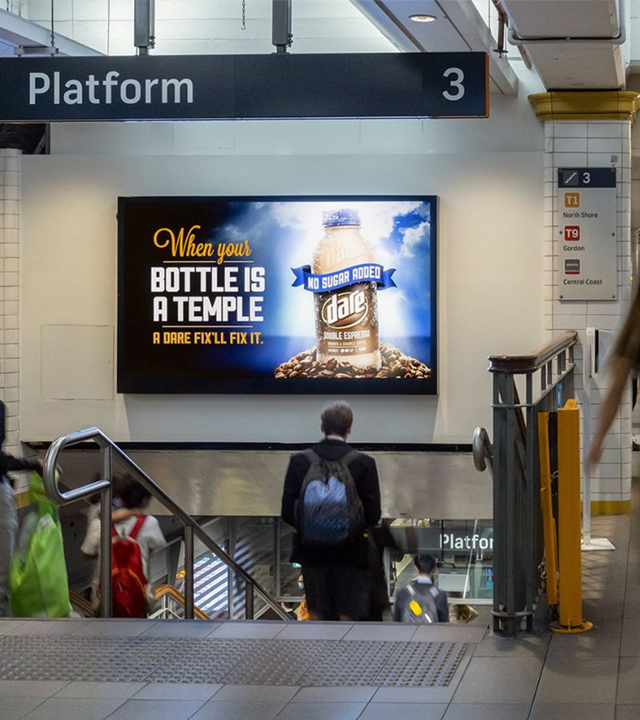 Platform 3
3
T1
North Shore
T9
Gordon
Central Coast
When your
BOTTLE IS
A TEMPLE
A DARE FIX'LL FIX IT.
NO SUGAR ADDED
dare
DOUBLE ESPRESSO
Platfor